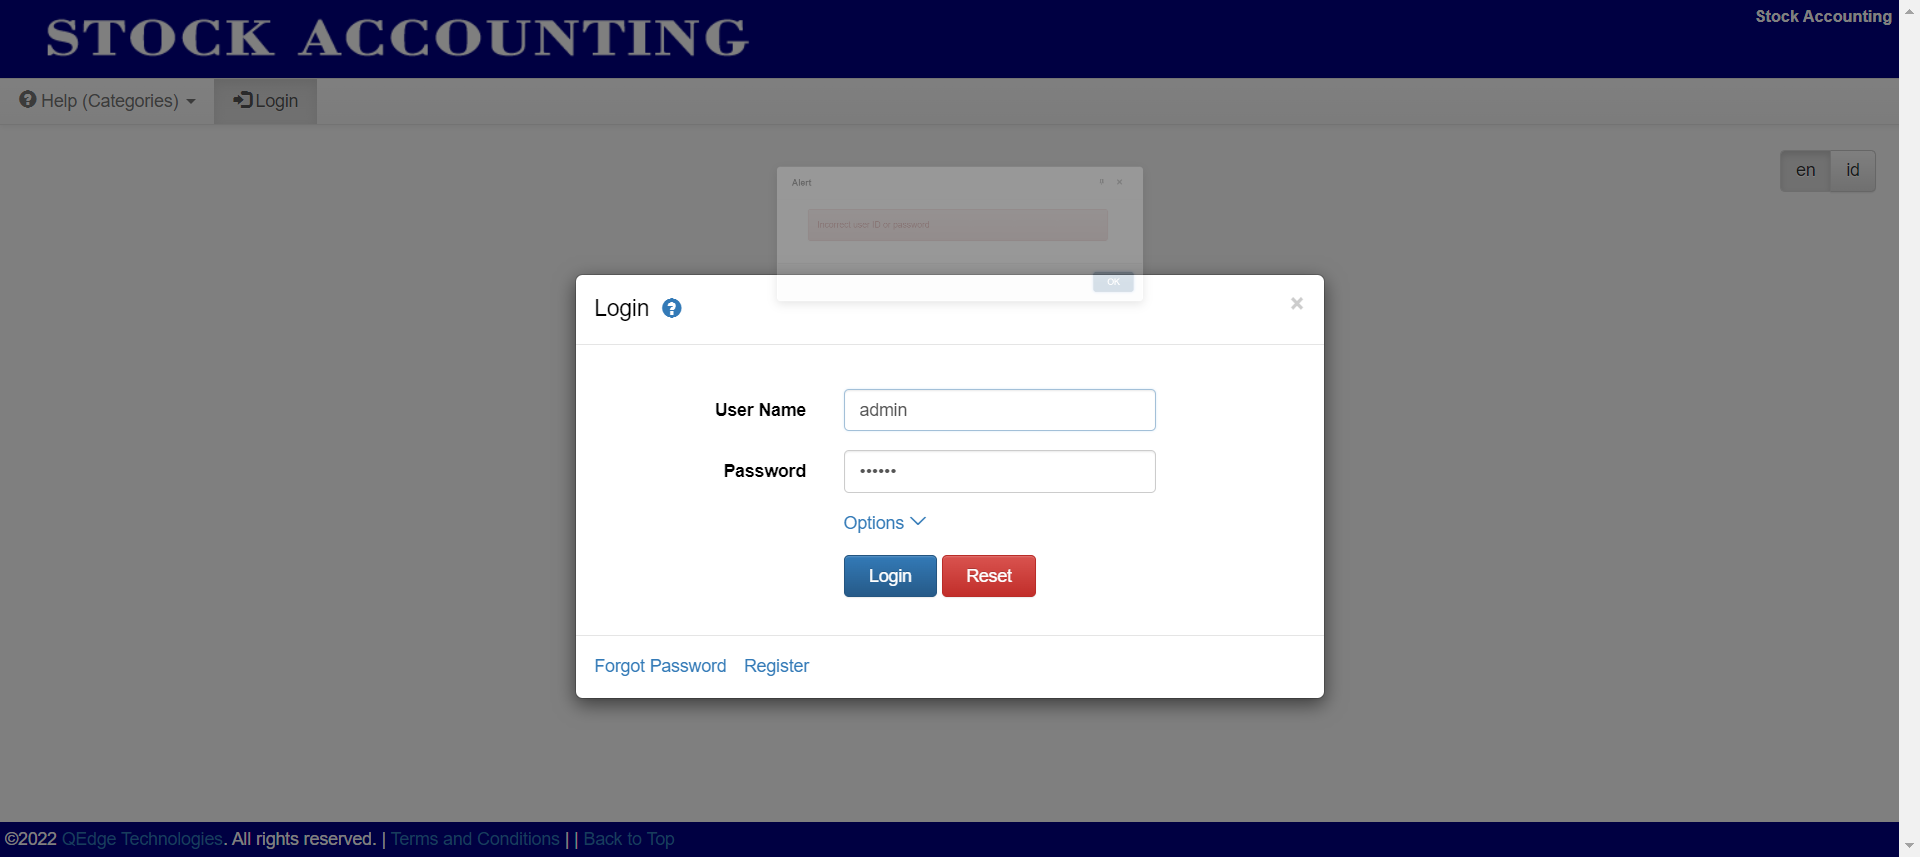 STOCK ACCOUNTING
Stock Accounting
Help (Categories)
Login
en
id
Alert
Incorrect user ID or password
OK
Login
User Name
admin
Password
••••••
Options
Login
Reset
Forgot Password
Register
©2022 QEdge Technologies. All rights reserved. | Terms and Conditions | | Back to Top